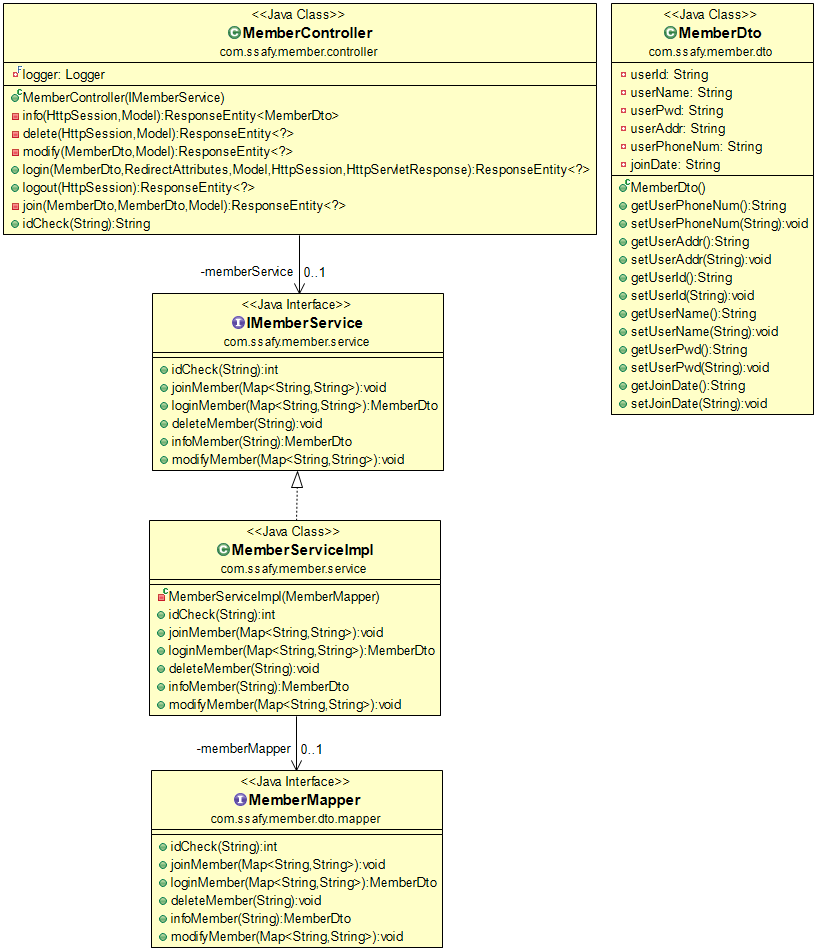 <<Java Class>>
MemberController
com.ssafy.member.controller
logger: Logger
MemberController(IMemberService)
info(HttpSession,Model):ResponseEntity<MemberDto>
delete(HttpSession,Model):ResponseEntity<?>
modify(MemberDto,Model):ResponseEntity<?>
login(MemberDto,RedirectAttributes,Model,HttpSession,HttpServletResponse):ResponseEntity<?>
logout(HttpSession):ResponseEntity<?>
join(MemberDto,MemberDto,Model):ResponseEntity<?>
idCheck(String):String
-memberService 0..1
<<Java Interface>>
IMemberService
com.ssafy.member.service
idCheck(String):int
joinMember(Map<String,String>):void
loginMember(Map<String,String>):MemberDto
deleteMember(String):void
infoMember(String):MemberDto
modifyMember(Map<String,String>):void
<<Java Class>>
MemberServiceImpl
com.ssafy.member.service
MemberServiceImpl(MemberMapper)
idCheck(String):int
joinMember(Map<String,String>):void
loginMember(Map<String,String>):MemberDto
deleteMember(String):void
infoMember(String):MemberDto
modifyMember(Map<String,String>):void
-memberMapper 0..1
<<Java Interface>>
MemberMapper
com.ssafy.member.dto.mapper
idCheck(String):int
joinMember(Map<String,String>):void
loginMember(Map<String,String>):MemberDto
deleteMember(String):void
infoMember(String):MemberDto
modifyMember(Map<String,String>):void
<<Java Class>>
MemberDto
com.ssafy.member.dto
userId: String
userName: String
userPwd: String
userAddr: String
userPhoneNum: String
joinDate: String
MemberDto()
getUserPhoneNum():String
setUserPhoneNum(String):void
getUserAddr():String
setUserAddr(String):void
getUserId():String
setUserId(String):void
getUserName():String
setUserName(String):void
getUserPwd():String
setUserPwd(String):void
getJoinDate():String
setJoinDate(String):void